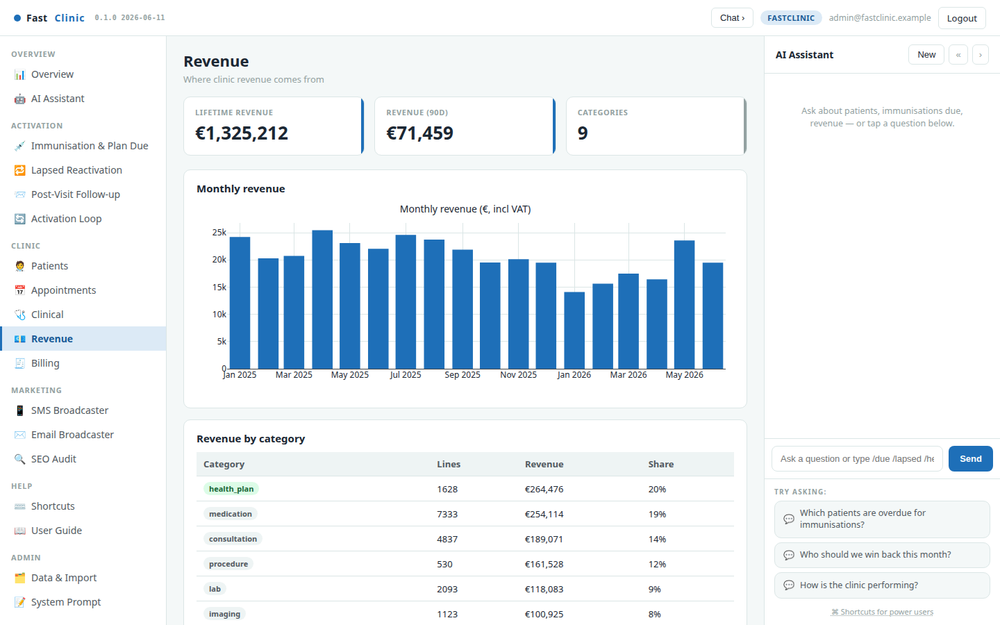 Fast Clinic 0.1.0 2026-06-11
Chat ›
FASTCLINIC
admin@fastclinic.example
Logout
OVERVIEW
Overview
AI Assistant
ACTIVATION
Immunisation & Plan Due
Lapsed Reactivation
Post-Visit Follow-up
Activation Loop
CLINIC
Patients
Appointments
Clinical
Revenue
Billing
MARKETING
SMS Broadcaster
Email Broadcaster
SEO Audit
HELP
Shortcuts
User Guide
ADMIN
Data & Import
System Prompt
Revenue
Where clinic revenue comes from
LIFETIME REVENUE
€1,325,212
REVENUE (90D)
€71,459
CATEGORIES
9
Monthly revenue
Monthly revenue (€, incl VAT)
25k
20k
15k
10k
5k
0
Jan 2025 Mar 2025 May 2025 Jul 2025 Sep 2025 Nov 2025 Jan 2026 Mar 2026 May 2026
Revenue by category
Category Lines Revenue Share
health_plan 1628 €264,476 20%
medication 7333 €254,114 19%
consultation 4837 €189,071 14%
procedure 530 €161,528 12%
lab 2093 €118,083 9%
imaging 1123 €100,925 8%
AI Assistant
New
«
›
Ask about patients, immunisations due,
revenue — or tap a question below.
Ask a question or type /due /lapsed /he
Send
TRY ASKING:
Which patients are overdue for
immunisations?
Who should we win back this month?
How is the clinic performing?
⌘ Shortcuts for power users